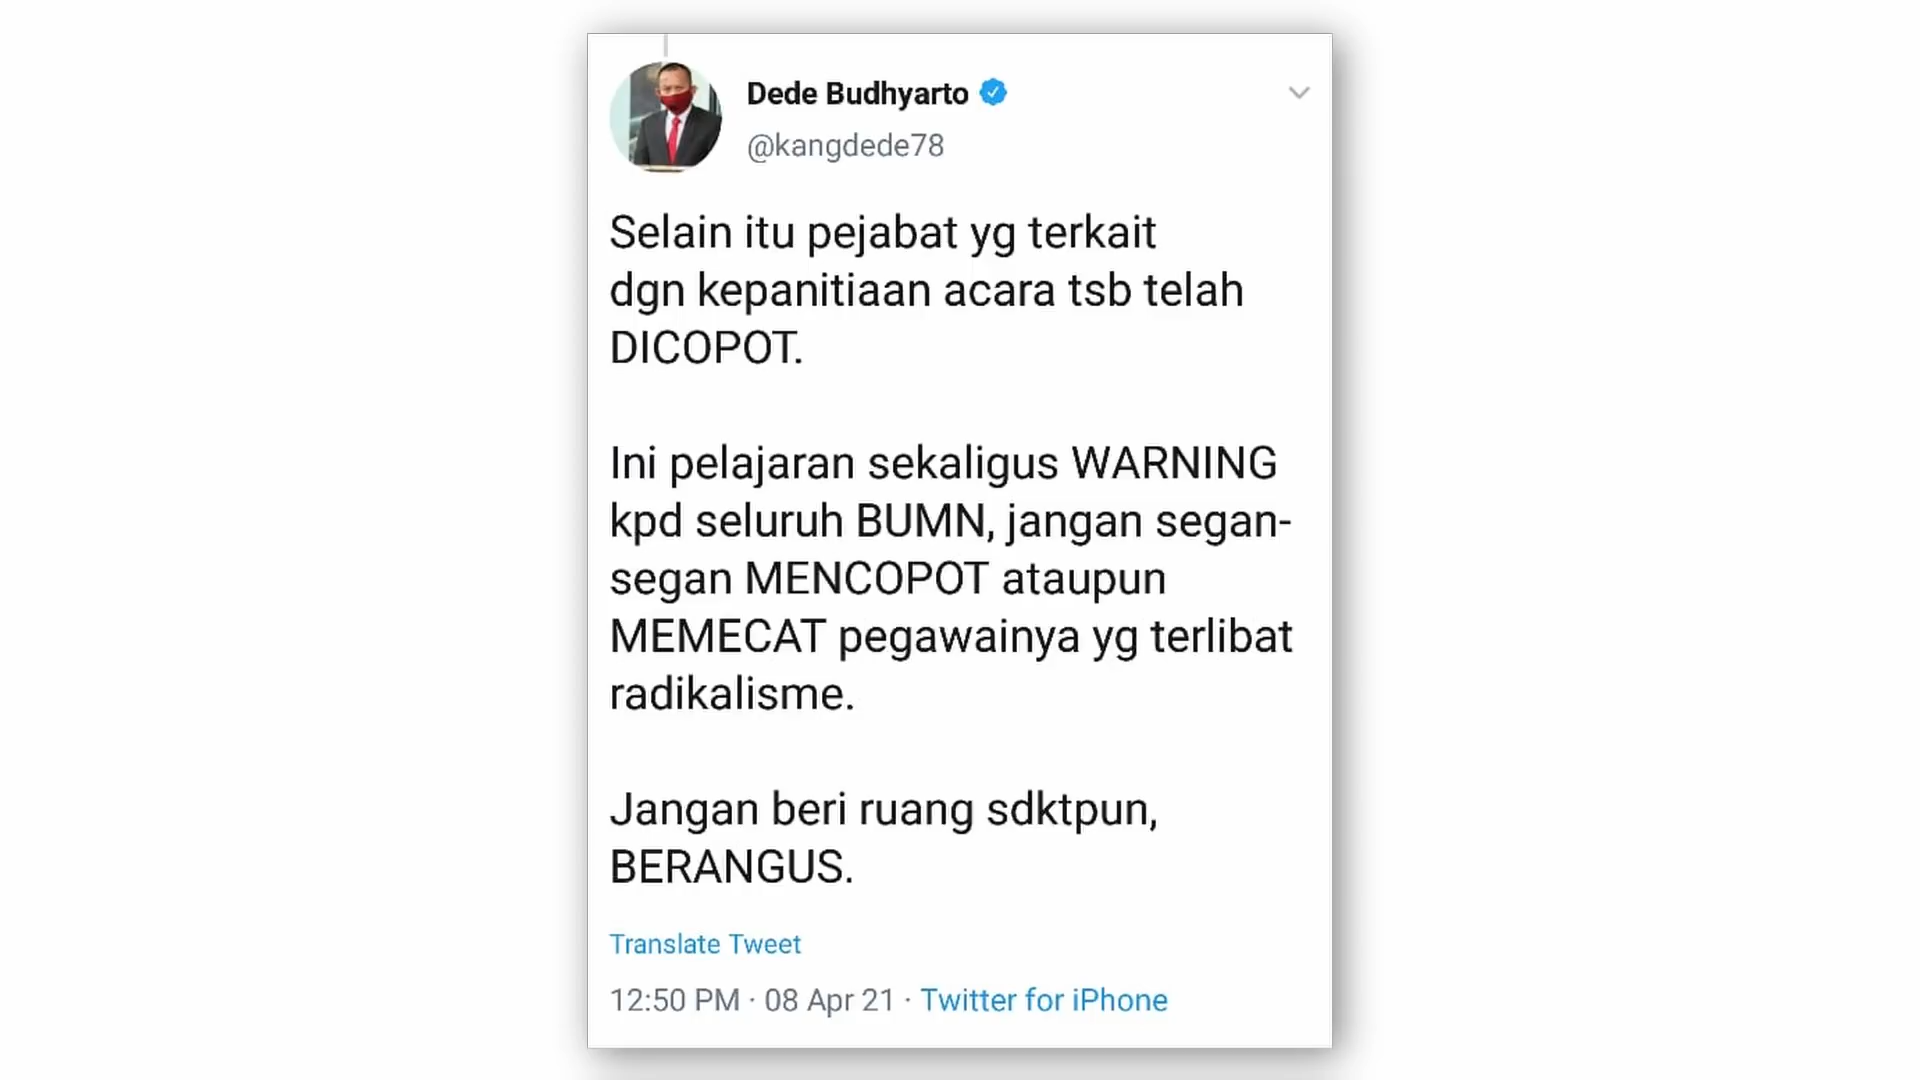 Dede Budhyarto
@kangdede78
Selain itu pejabat yg terkait
dgn kepanitiaan acara tsb telah
DICOPOT.
Ini pelajaran sekaligus WARNING
kpd seluruh BUMN, jangan segan-
segan MENCOPOT ataupun
MEMECAT pegawainya yg terlibat
radikalisme.
Jangan beri ruang sdktpun,
BERANGUS.
Translate Tweet
12:50 PM · 08 Apr 21 · Twitter for iPhone